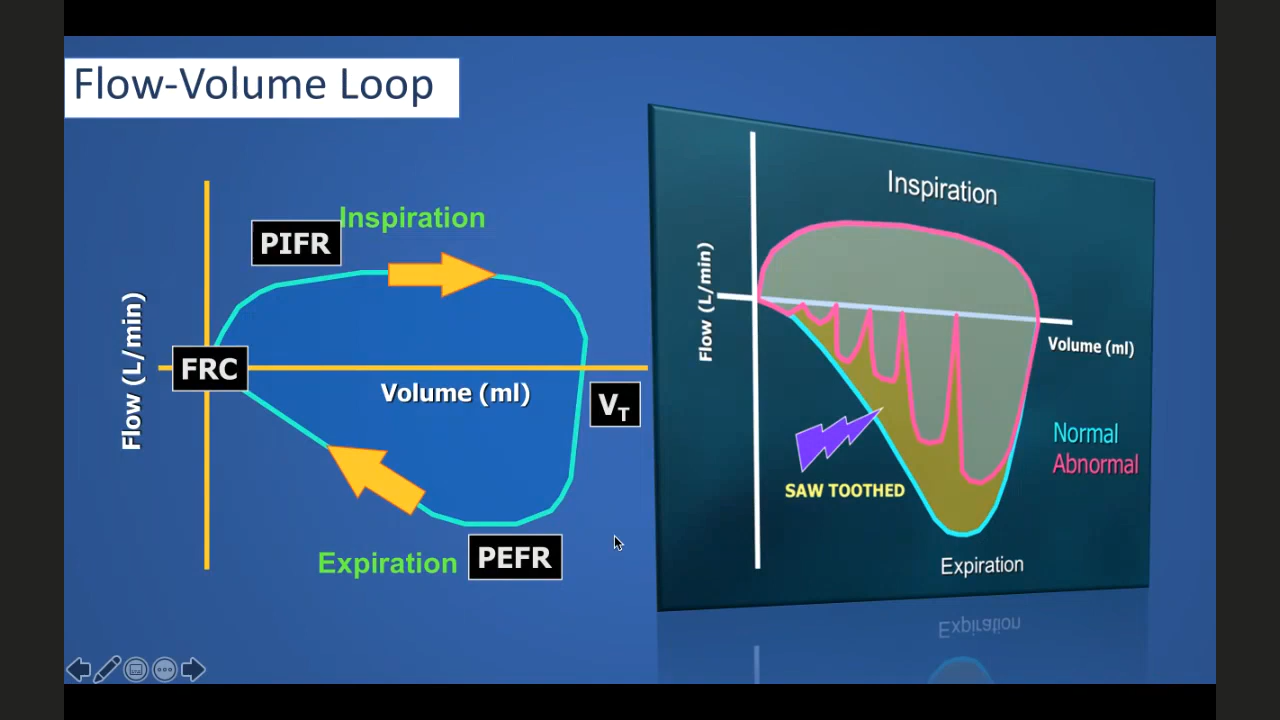 Flow-Volume Loop
Inspiration
PIFR
Flow (L/min)
FRC
Volume (ml)
VT
Expiration
PEFR
Inspiration
Flow (L/min)
Volume (ml)
Normal
Abnormal
SAW TOOTHED
Expiration
Expiration